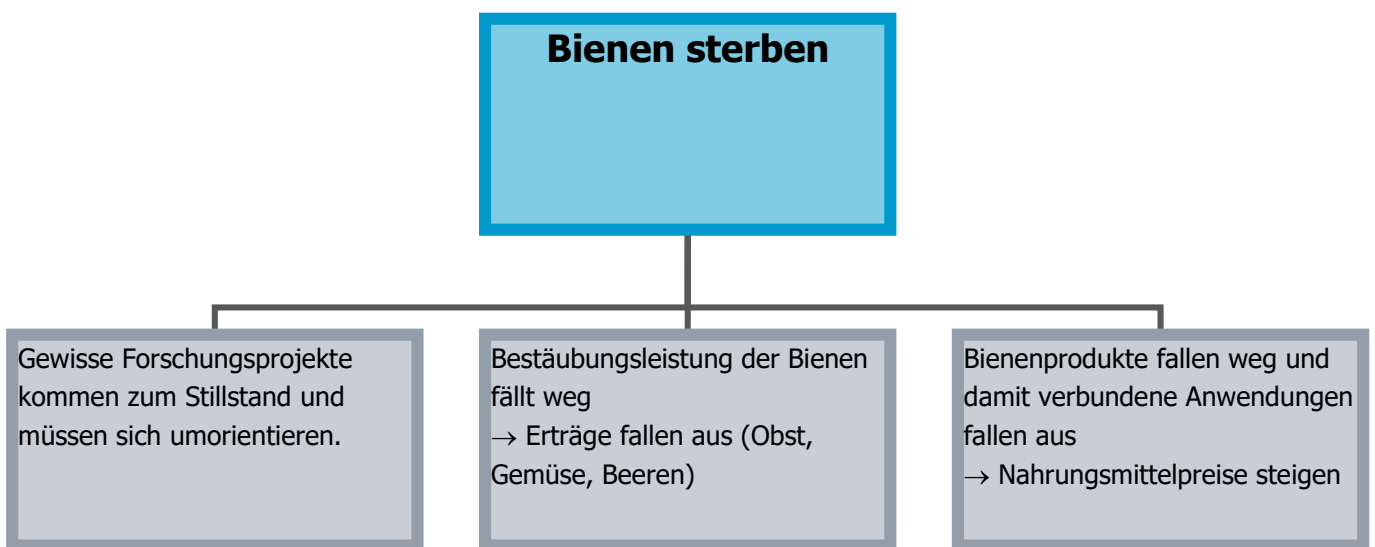 Bienen sterben
Gewisse Forschungsprojekte
kommen zum Stillstand und
müssen sich umorientieren.
Bestäubungsleistung der Bienen
fällt weg
→ Erträge fallen aus (Obst,
Gemüse, Beeren)
Bienenprodukte fallen weg und
damit verbundene Anwendungen
fallen aus
→ Nahrungsmittelpreise steigen